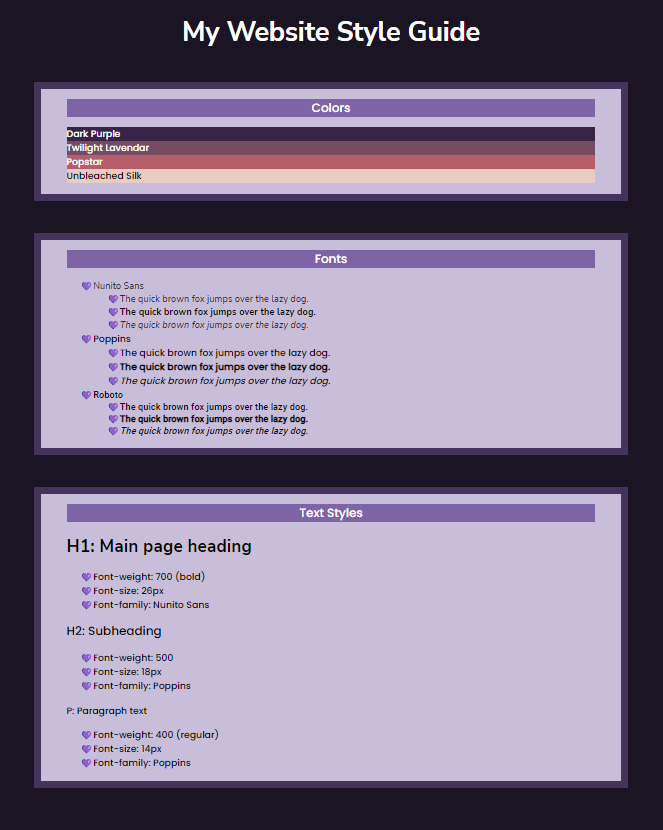 My Website Style Guide
Colors
Dark Purple
Twilight Lavendar
Popstar
Unbleached Silk
Fonts
Nunito Sans
The quick brown fox jumps over the lazy dog.
The quick brown fox jumps over the lazy dog.
The quick brown fox jumps over the lazy dog.
Poppins
The quick brown fox jumps over the lazy dog.
The quick brown fox jumps over the lazy dog.
The quick brown fox jumps over the lazy dog.
Roboto
The quick brown fox jumps over the lazy dog.
The quick brown fox jumps over the lazy dog.
The quick brown fox jumps over the lazy dog.
Text Styles
H1: Main page heading
Font-weight: 700 (bold)
Font-size: 26px
Font-family: Nunito Sans
H2: Subheading
Font-weight: 500
Font-size: 18px
Font-family: Poppins
P: Paragraph text
Font-weight: 400 (regular)
Font-size: 14px
Font-family: Poppins